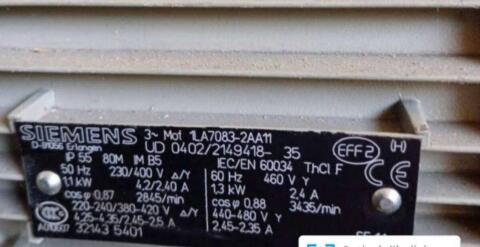 SIEMENS 3~ Mot 1LA7083-2AA11
D-91056 Erlangen UD 0402/2149418- 35
IP 55 80M IM B5 IEC/EN 60034 ThCl F
50 Hz 230/400 V Δ/Y 60 Hz 460 V Y
1.1 kW 4,2/2,40 A 1.3 kW 2.4 A
cos φ 0,87 2845/min cos φ 0,88 3435/min
220-240/380-420 V Δ/Y 440-480 V Y
4,25-4,35/2,45-2,5 A 2,45-2,35 A
32143 5401
EFF 2
(H)